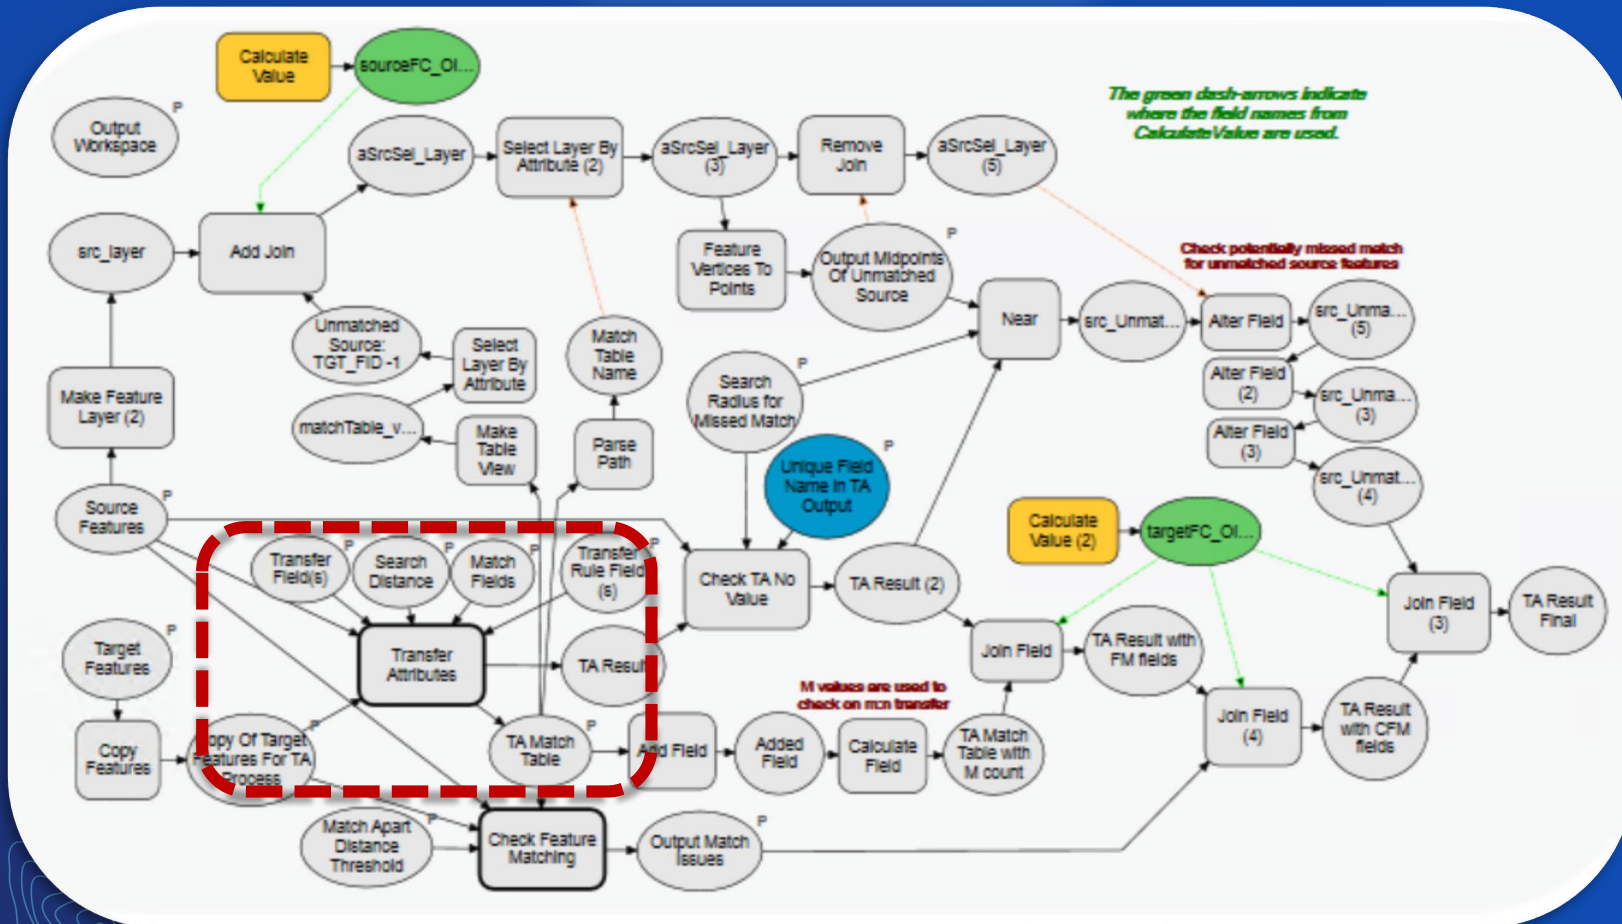 Calculate
Value
sourceFC_OI...
The green dash-arrows indicate
where the field names from
CalculateValue are used.
P
Output
Workspace
aSrcSel_Layer
Select Layer By
Attribute (2)
aSrcSel_Layer
(3)
Remove
Join
aSrcSel_Layer
(5)
src_layer
Add Join
Feature
Vertices To
Points
P
Output Midpoints
Of Unmatched
Source
Check potentially missed match
for unmatched source features
Near
src_Unmat...
Alter Field
src_Unma...
(5)
Unmatched
Source:
TGT_FID -1
Select
Layer By
Attribute
Match
Table
Name
P
Search
Radius for
Missed Match
Alter Field
(2)
src_Unma...
(3)
Make Feature
Layer (2)
matchTable_v...
Make
Table
View
Parse
Path
Alter Field
(3)
src_Unmat...
(4)
P
Unique Field
Name in TA
Output
P
Source
Features
Calculate
Value (2)
targetFC_OI...
P
Transfer
Field(s)
P
Search
Distance
P
Match
Fields
P
Transfer
Rule Field
(s)
Check TA No
Value
TA Result (2)
Join Field
(3)
TA Result
Final
P
Target
Features
Transfer
Attributes
TA Result
Join Field
TA Result with
FM fields
M values are used to
check on m:n transfer
P
Copy
Features
Copy Of Target
Features For TA
Process
P
TA Match
Table
Add Field
Added
Field
Calculate
Field
TA Match
Table with
M count
Join Field
(4)
TA Result
with CFM
fields
P
Match Apart
Distance
Threshold
Check Feature
Matching
P
Output Match
Issues